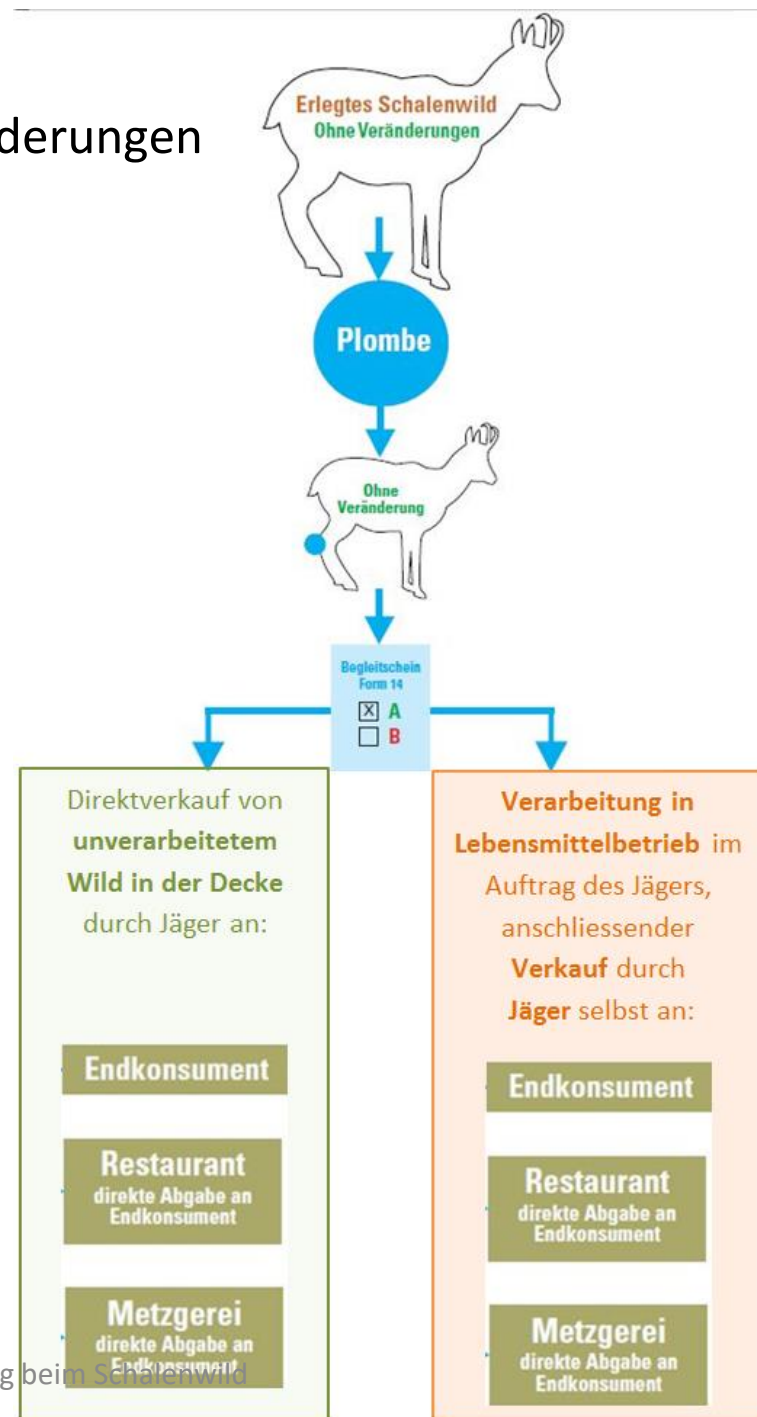 derungen
Erlegtes Schalenwild
Ohne Veränderungen
Plombe
Ohne
Veränderung
Begleitschein
Form 14
X A
B
Direktverkauf von
unverarbeitetem
Wild in der Decke
durch Jäger an:
Endkonsument
Restaurant
direkte Abgabe an
Endkonsument
Metzgerei
direkte Abgabe an
Endkonsument
Verarbeitung in
Lebensmittelbetrieb im
Auftrag des Jägers,
anschliessender
Verkauf durch
Jäger selbst an:
Endkonsument
Restaurant
direkte Abgabe an
Endkonsument
Metzgerei
direkte Abgabe an
Endkonsument
g beim Schalenwild